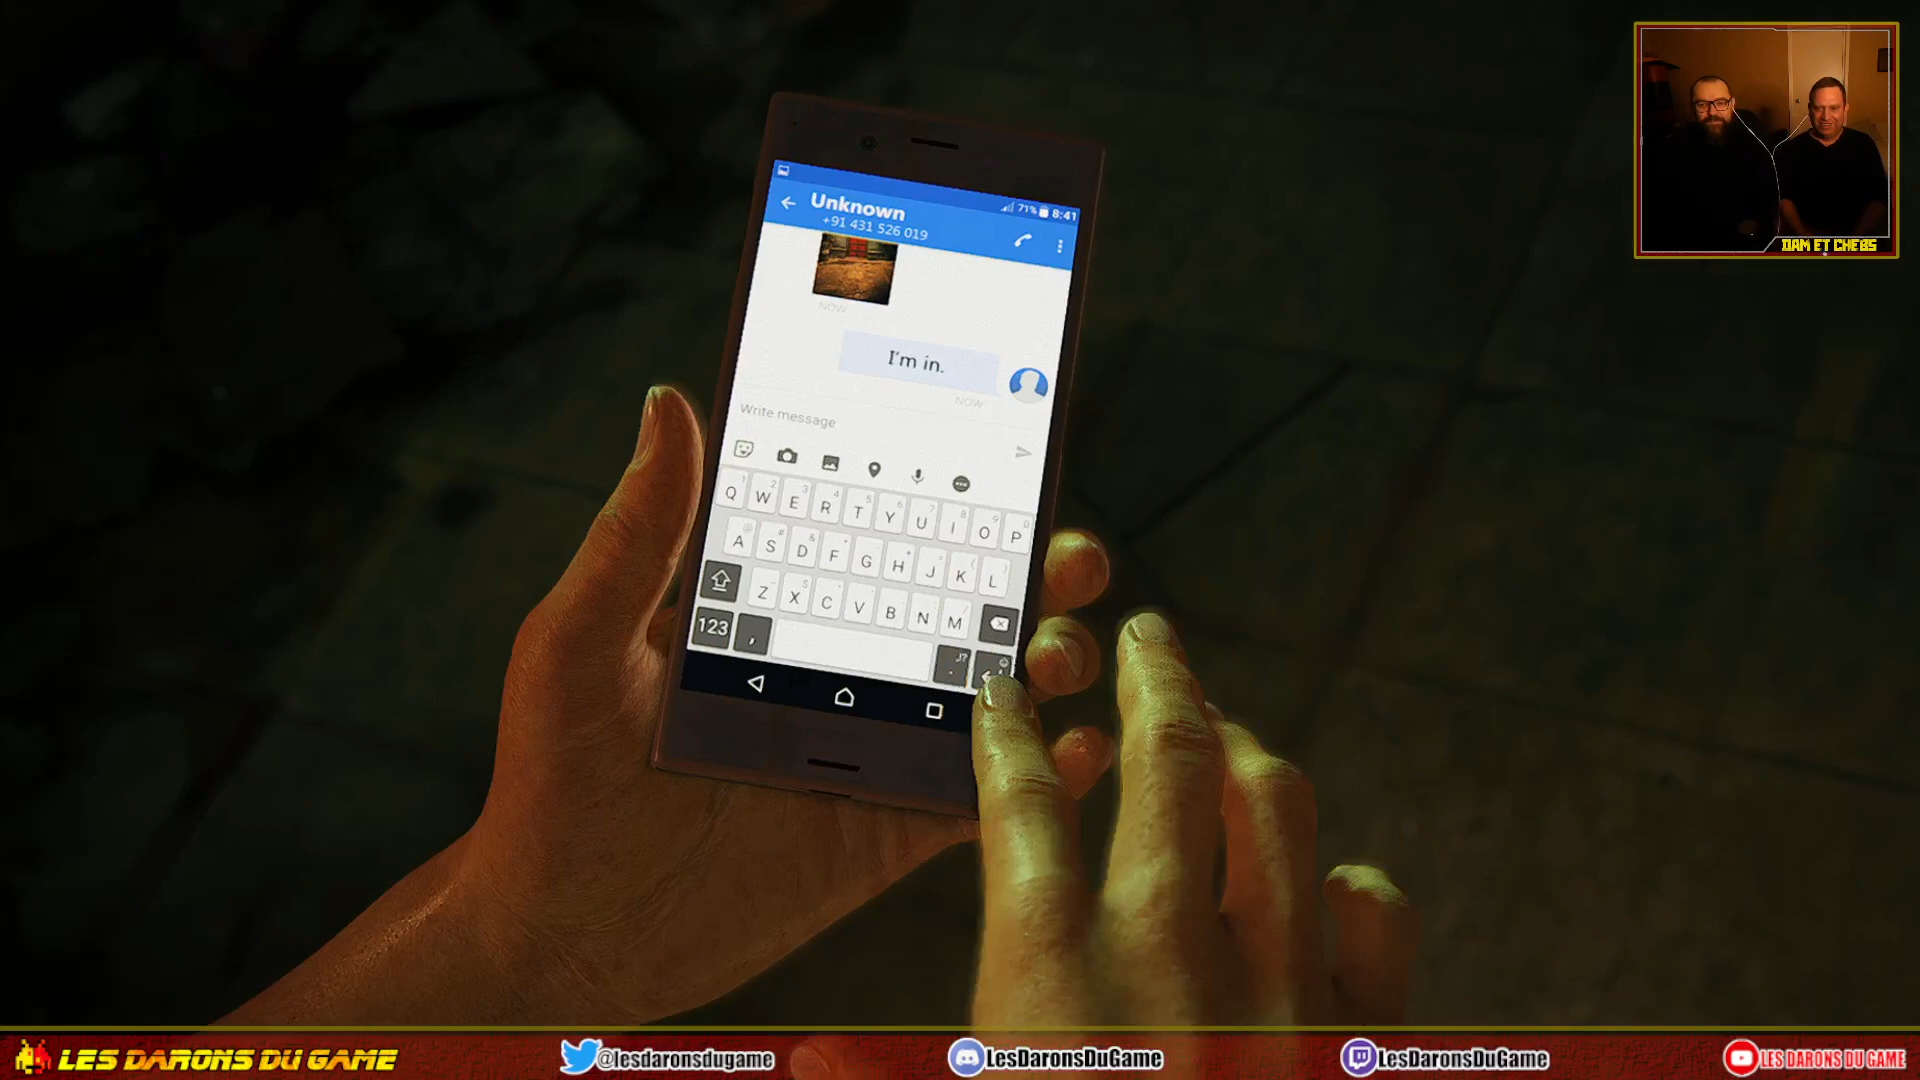 71% 8:41
Unknown
+91 431 526 019
NOW
I'm in.
NOW
Write message
Q W E R T Y U I O P
A S D F G H J K L
Z X C V B N M
123 , . ,!?
DAM ET CHEBS
LES DARONS DU GAME
@lesdaronsdugame
LesDaronsDuGame
LesDaronsDuGame
LES DARONS DU GAME